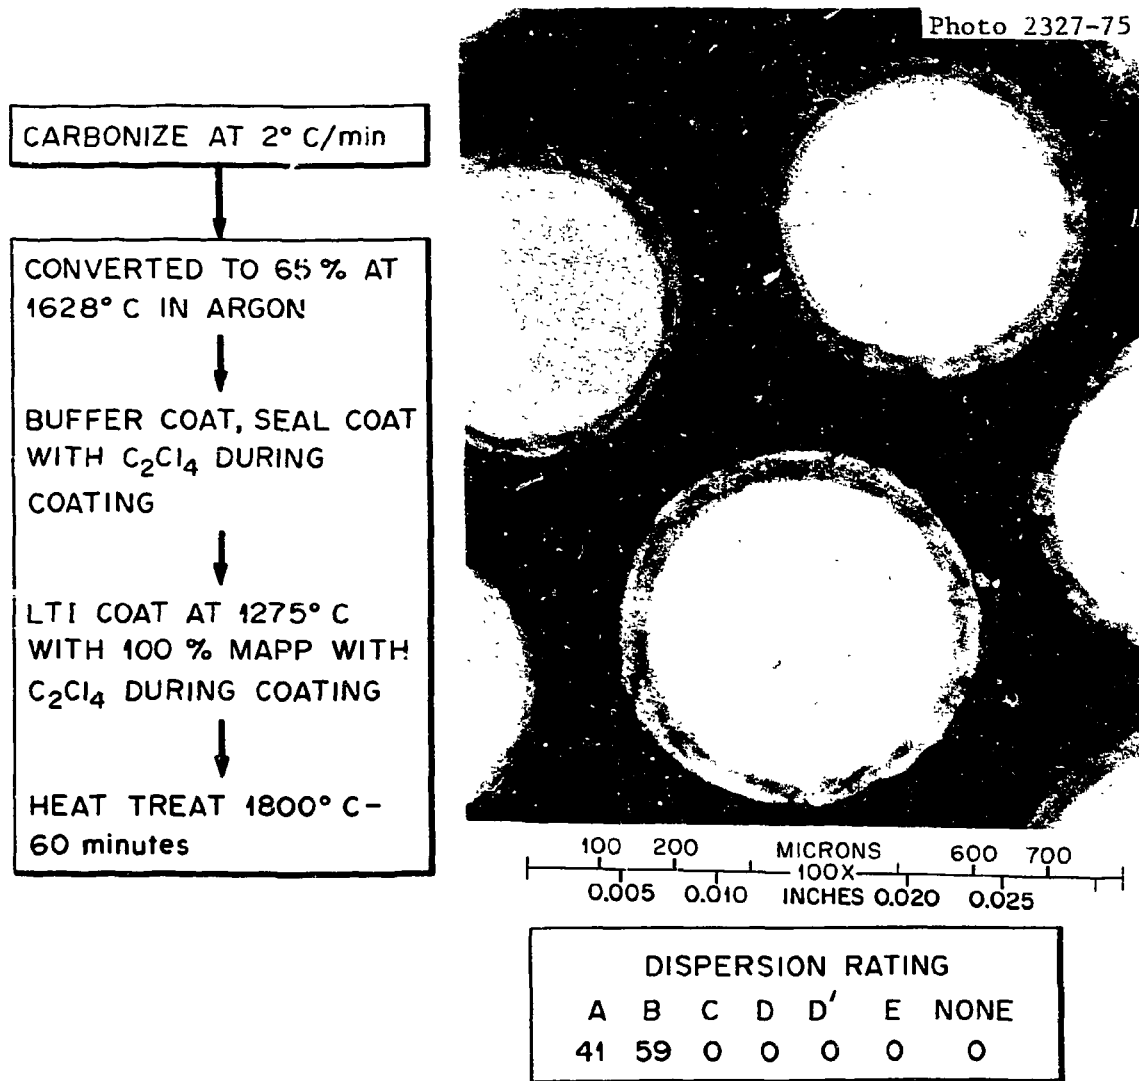 Photo 2327-75
CARBONIZE AT 2° C/min
CONVERTED TO 65 % AT
1628° C IN ARGON
BUFFER COAT, SEAL COAT
WITH C₂Cl₄ DURING
COATING
LTI COAT AT 1275° C
WITH 100 % MAPP WITH
C₂Cl₄ DURING COATING
HEAT TREAT 1800° C-
60 minutes
100 200 MICRONS 600 700
100X
0.005 0.010 INCHES 0.020 0.025
DISPERSION RATING
A B C D D′ E NONE
41 59 0 0 0 0 0